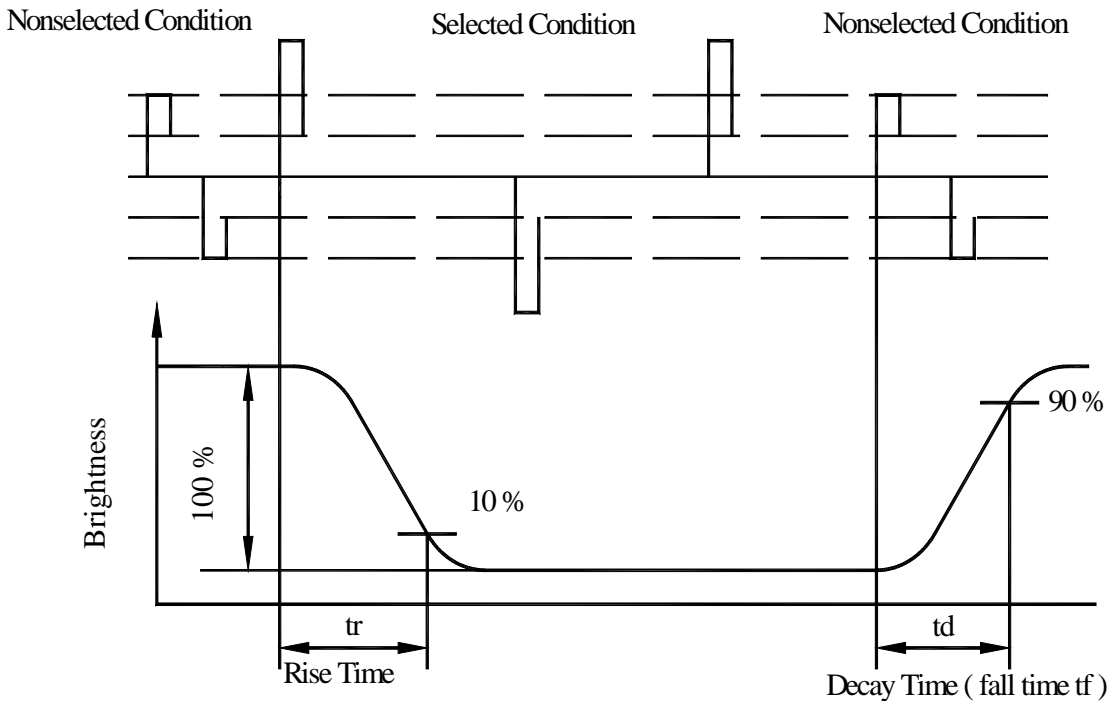 Nonselected Condition
Selected Condition
Nonselected Condition
Brightness
100 %
10 %
90 %
tr
Rise Time
td
Decay Time ( fall time tf )